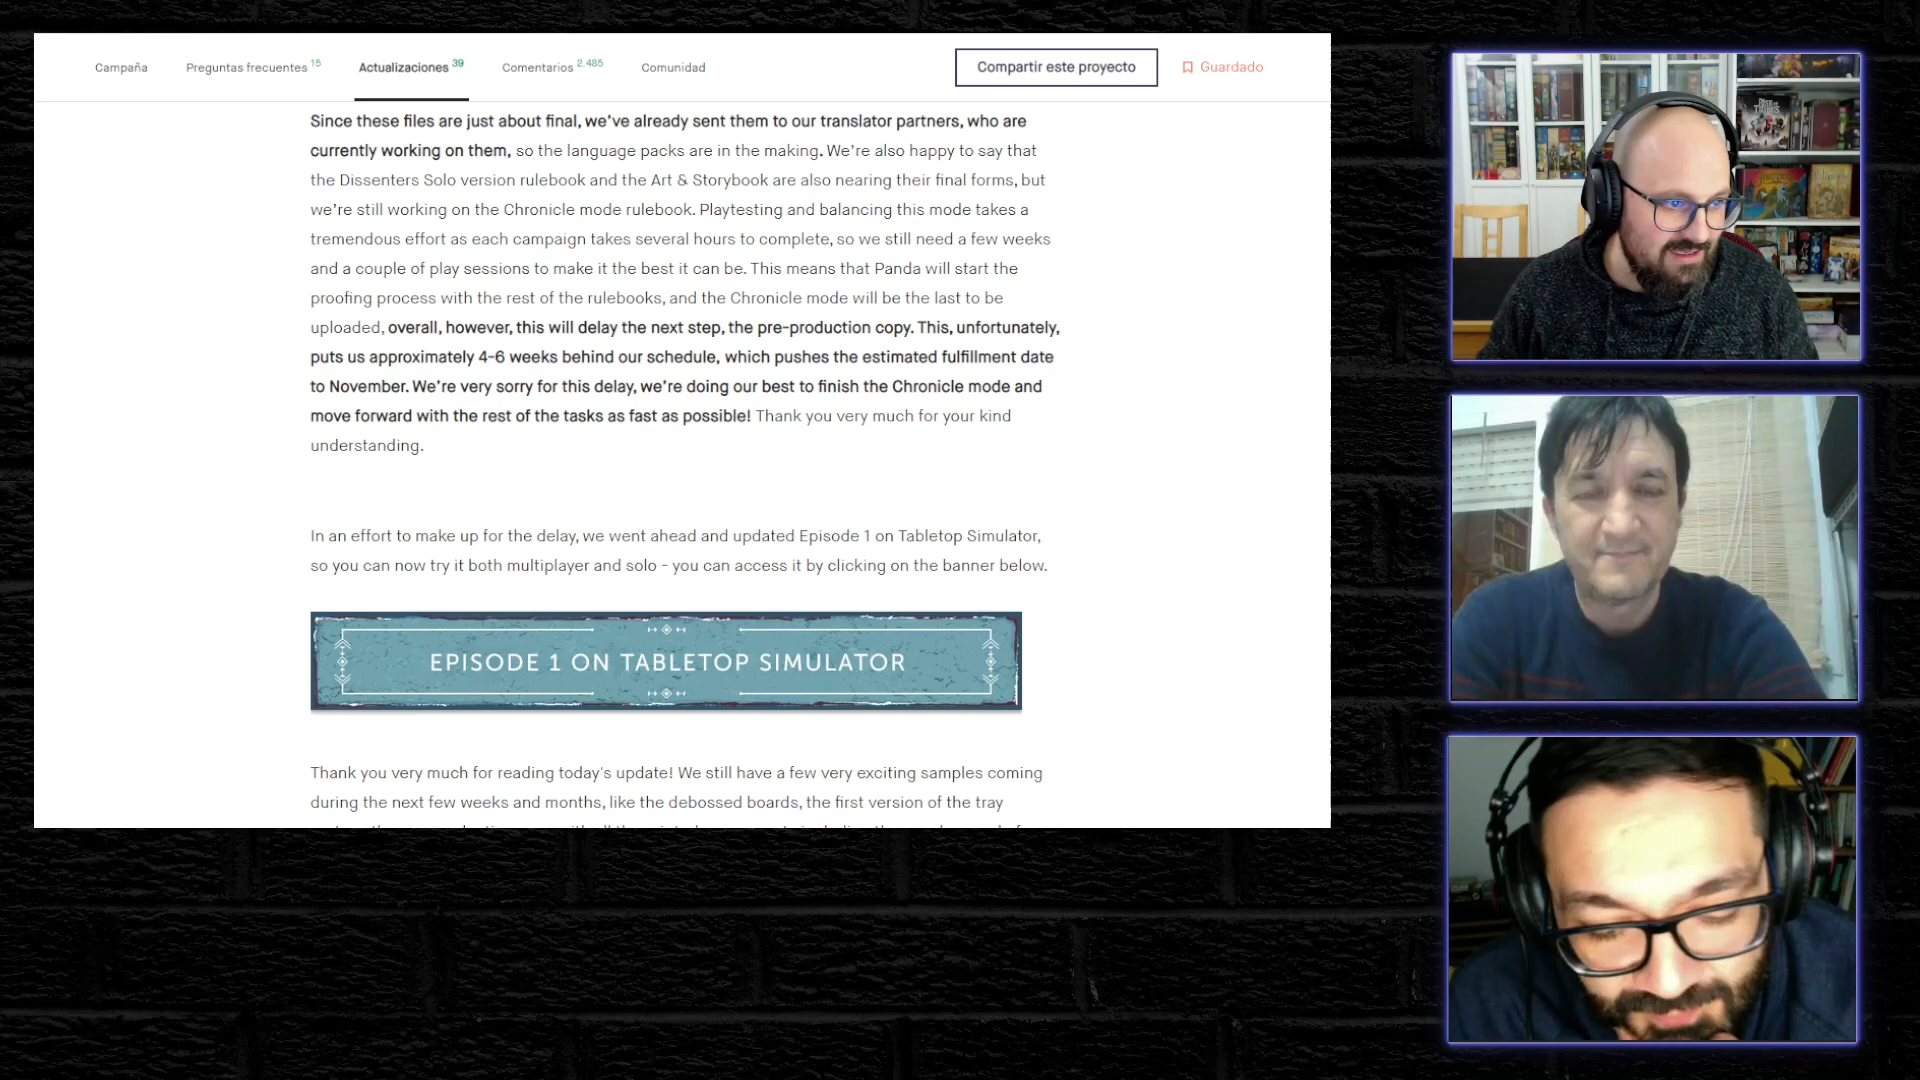 Campaña
Preguntas frecuentes 15
Actualizaciones 39
Comentarios 2.485
Comunidad
Compartir este proyecto
Guardado
Since these files are just about final, we've already sent them to our translator partners, who are
currently working on them, so the language packs are in the making. We're also happy to say that
the Dissenters Solo version rulebook and the Art & Storybook are also nearing their final forms, but
we're still working on the Chronicle mode rulebook. Playtesting and balancing this mode takes a
tremendous effort as each campaign takes several hours to complete, so we still need a few weeks
and a couple of play sessions to make it the best it can be. This means that Panda will start the
proofing process with the rest of the rulebooks, and the Chronicle mode will be the last to be
uploaded, overall, however, this will delay the next step, the pre-production copy. This, unfortunately,
puts us approximately 4-6 weeks behind our schedule, which pushes the estimated fulfillment date
to November. We're very sorry for this delay, we're doing our best to finish the Chronicle mode and
move forward with the rest of the tasks as fast as possible! Thank you very much for your kind
understanding.
In an effort to make up for the delay, we went ahead and updated Episode 1 on Tabletop Simulator,
so you can now try it both multiplayer and solo - you can access it by clicking on the banner below.
EPISODE 1 ON TABLETOP SIMULATOR
Thank you very much for reading today's update! We still have a few very exciting samples coming
during the next few weeks and months, like the debossed boards, the first version of the tray